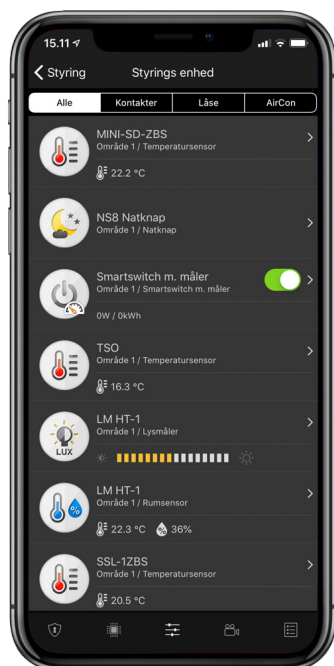 15.11
Styring
Styrings enhed
Alle
Kontakter
Låse
AirCon
MINI-SD-ZBS
Område 1 / Temperatursensor
22.2 °C
NS8 Natknap
Område 1 / Natknap
Smartswitch m. måler
Område 1 / Smartswitch m. måler
0W / 0kWh
TSO
Område 1 / Temperatursensor
16.3 °C
LM HT-1
Område 1 / Lysmåler
LUX
LM HT-1
Område 1 / Rumsensor
%
22.3 °C 36%
SSL-1ZBS
Område 1 / Temperatursensor
20.5 °C